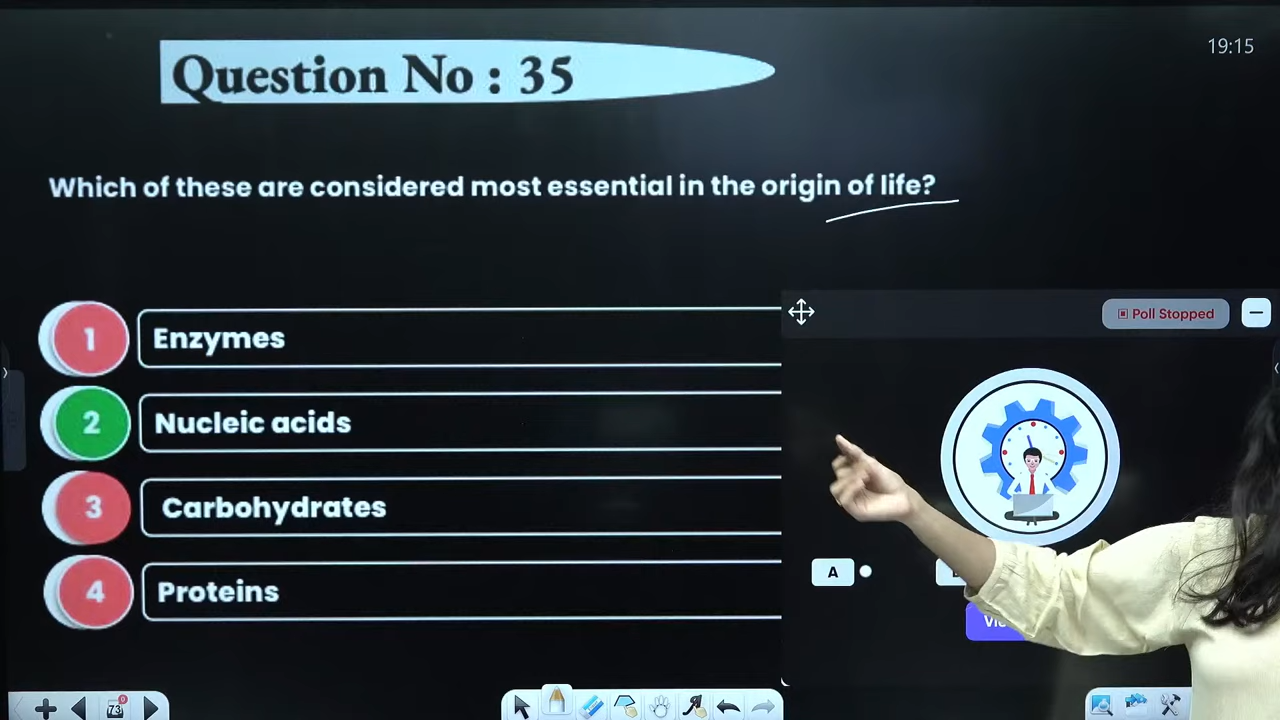 19:15
Question No : 35
Which of these are considered most essential in the origin of life?
Poll Stopped
1 Enzymes
2 Nucleic acids
3 Carbohydrates
4 Proteins
A
73